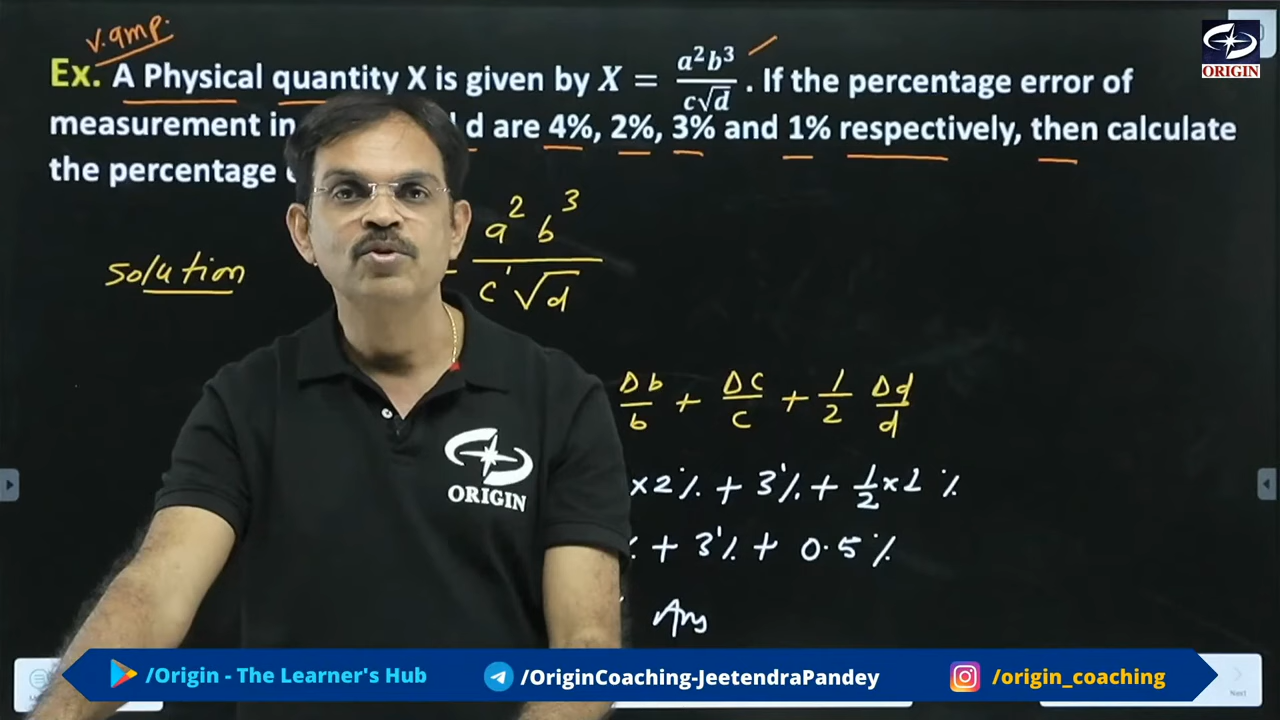 v. Imp.
Ex. A Physical quantity X is given by X = a²b³/c√d . If the percentage error of
measurement in d are 4%, 2%, 3% and 1% respectively, then calculate
the percentage
ORIGIN
Solution
= a² b³ / c¹ √d
Δb/b + Δc/c + 1/2 Δd/d
×2% + 3% + 1/2 × 1 %
% + 3% + 0.5%
Ans
ORIGIN
/Origin - The Learner's Hub
/OriginCoaching-JeetendraPandey
/origin_coaching
Next